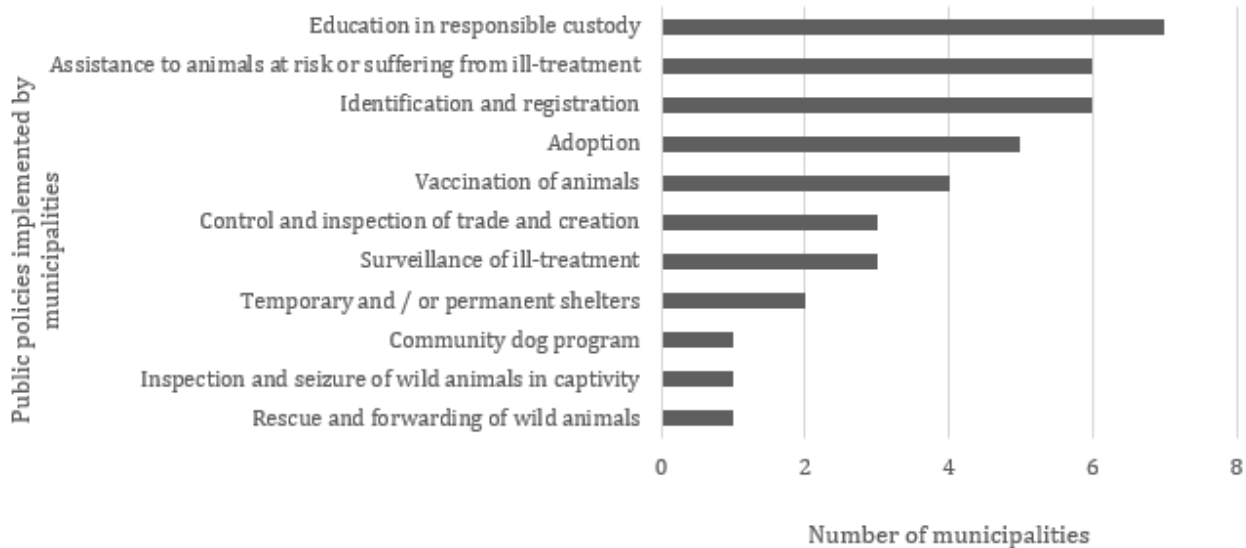 Public policies implemented by
municipalities
Education in responsible custody
Assistance to animals at risk or suffering from ill-treatment
Identification and registration
Adoption
Vaccination of animals
Control and inspection of trade and creation
Surveillance of ill-treatment
Temporary and / or permanent shelters
Community dog program
Inspection and seizure of wild animals in captivity
Rescue and forwarding of wild animals
0 2 4 6 8
Number of municipalities